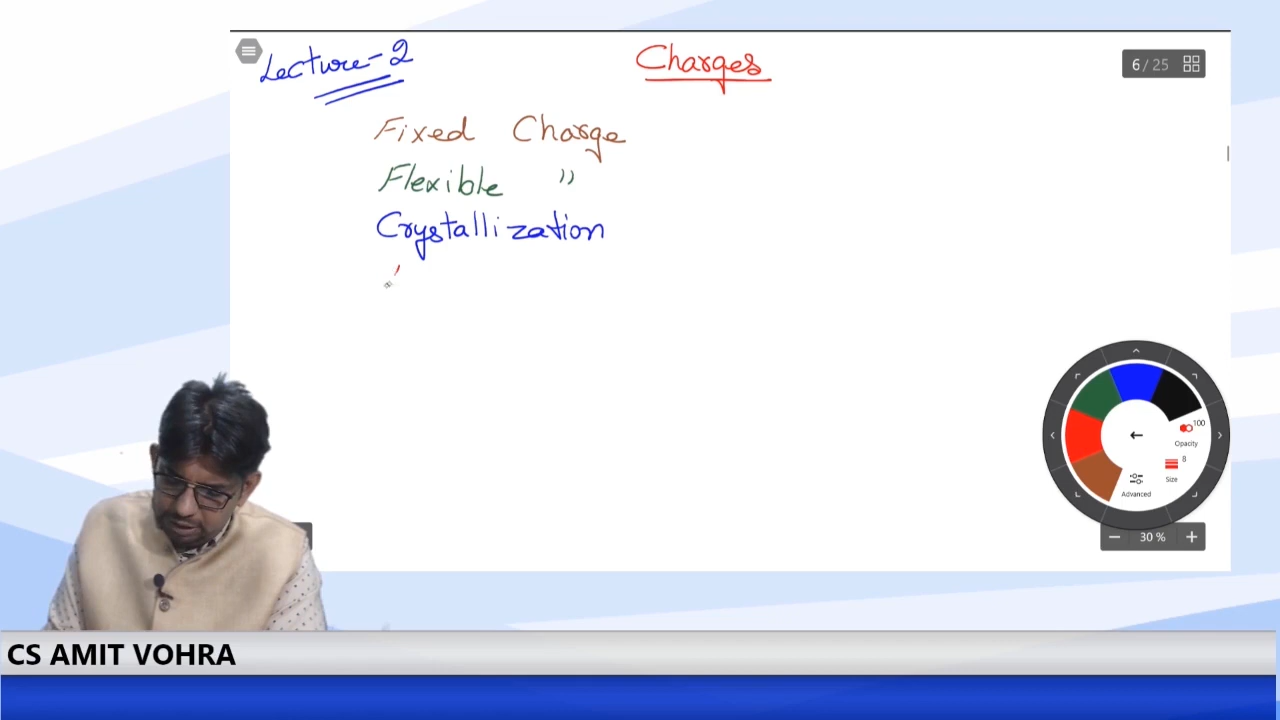 Lecture-2
Charges
6 / 25
Fixed Charge
Flexible "
Crystallization
100
Opacity
8
Size
Advanced
30 %
CS AMIT VOHRA